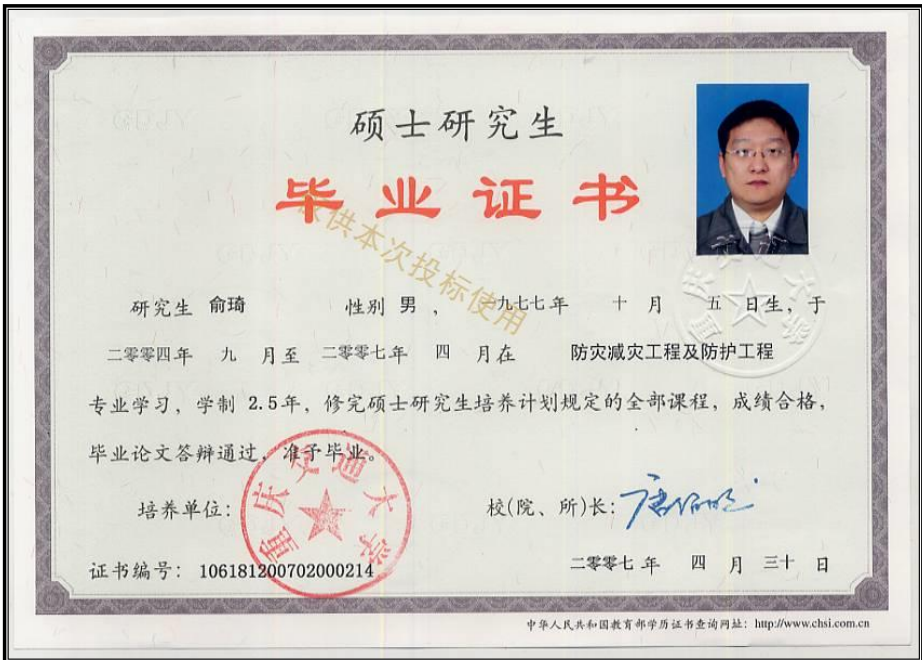 硕士研究生
毕业证书
仅供本次投标使用
研究生 俞琦 性别 男 , 一九七七年 十 月 五 日生, 于
二零零四年 九 月至 二零零七年 四 月在 防灾减灾工程及防护工程
专业学习, 学制 2.5年, 修完硕士研究生培养计划规定的全部课程, 成绩合格,
毕业论文答辩通过, 准予毕业。
培养单位:
重庆交通大学
校(院、所)长:
证书编号: 106181200702000214
二零零七 年 四 月 三十 日
中华人民共和国教育部学历证书查询网址: http://www.chsi.com.cn